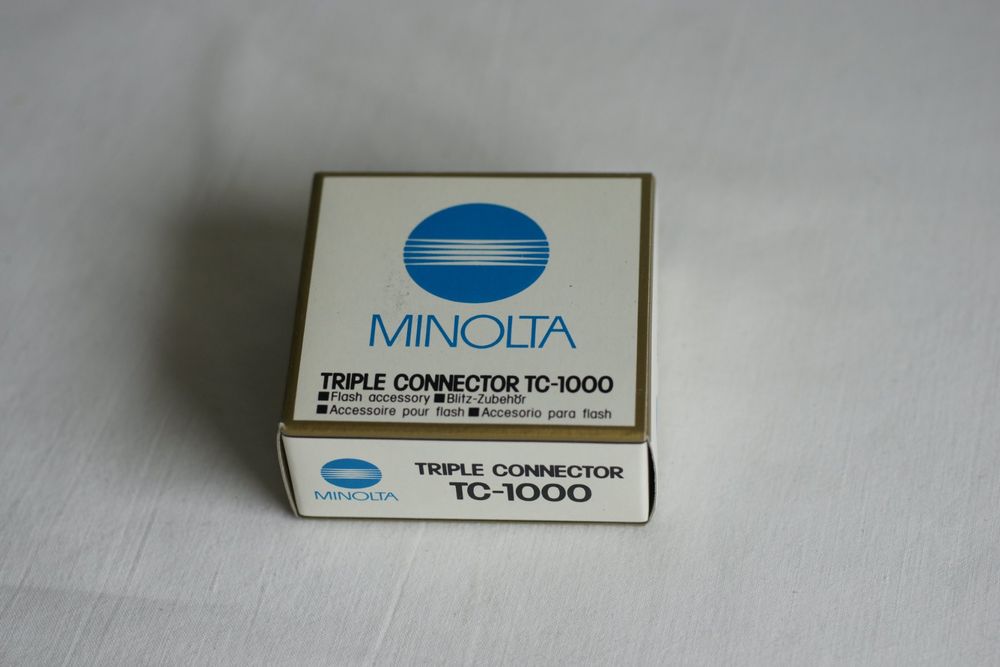 MINOLTA
TRIPLE CONNECTOR TC-1000
■Flash accessory ■Blitz-Zubehör
■Accessoire pour flash ■Accesorio para flash
MINOLTA
TRIPLE CONNECTOR
TC-1000